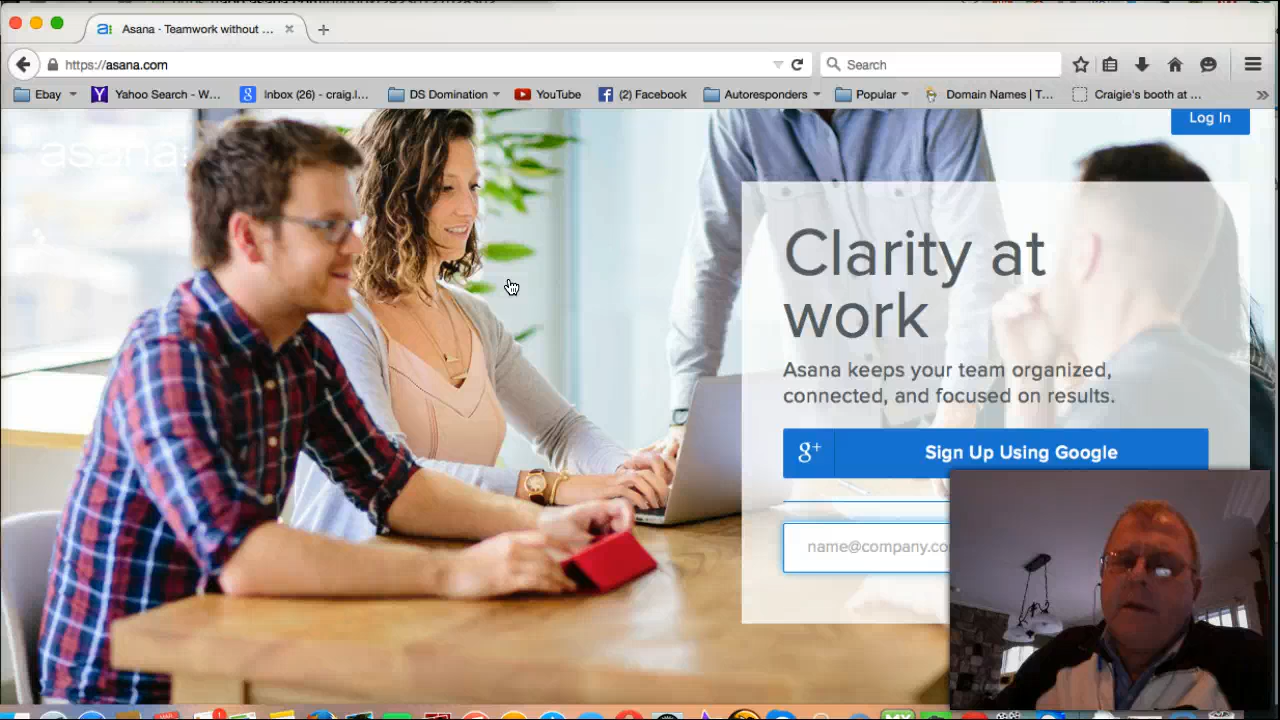 Asana - Teamwork without ...
https://asana.com
Search
Ebay
Yahoo Search - W...
Inbox (26) - craig.l...
DS Domination
YouTube
(2) Facebook
Autoresponders
Popular
Domain Names | T...
Craigie's booth at ...
Log In
asana:
Clarity at
work
Asana keeps your team organized,
connected, and focused on results.
g+ Sign Up Using Google
name@company.co